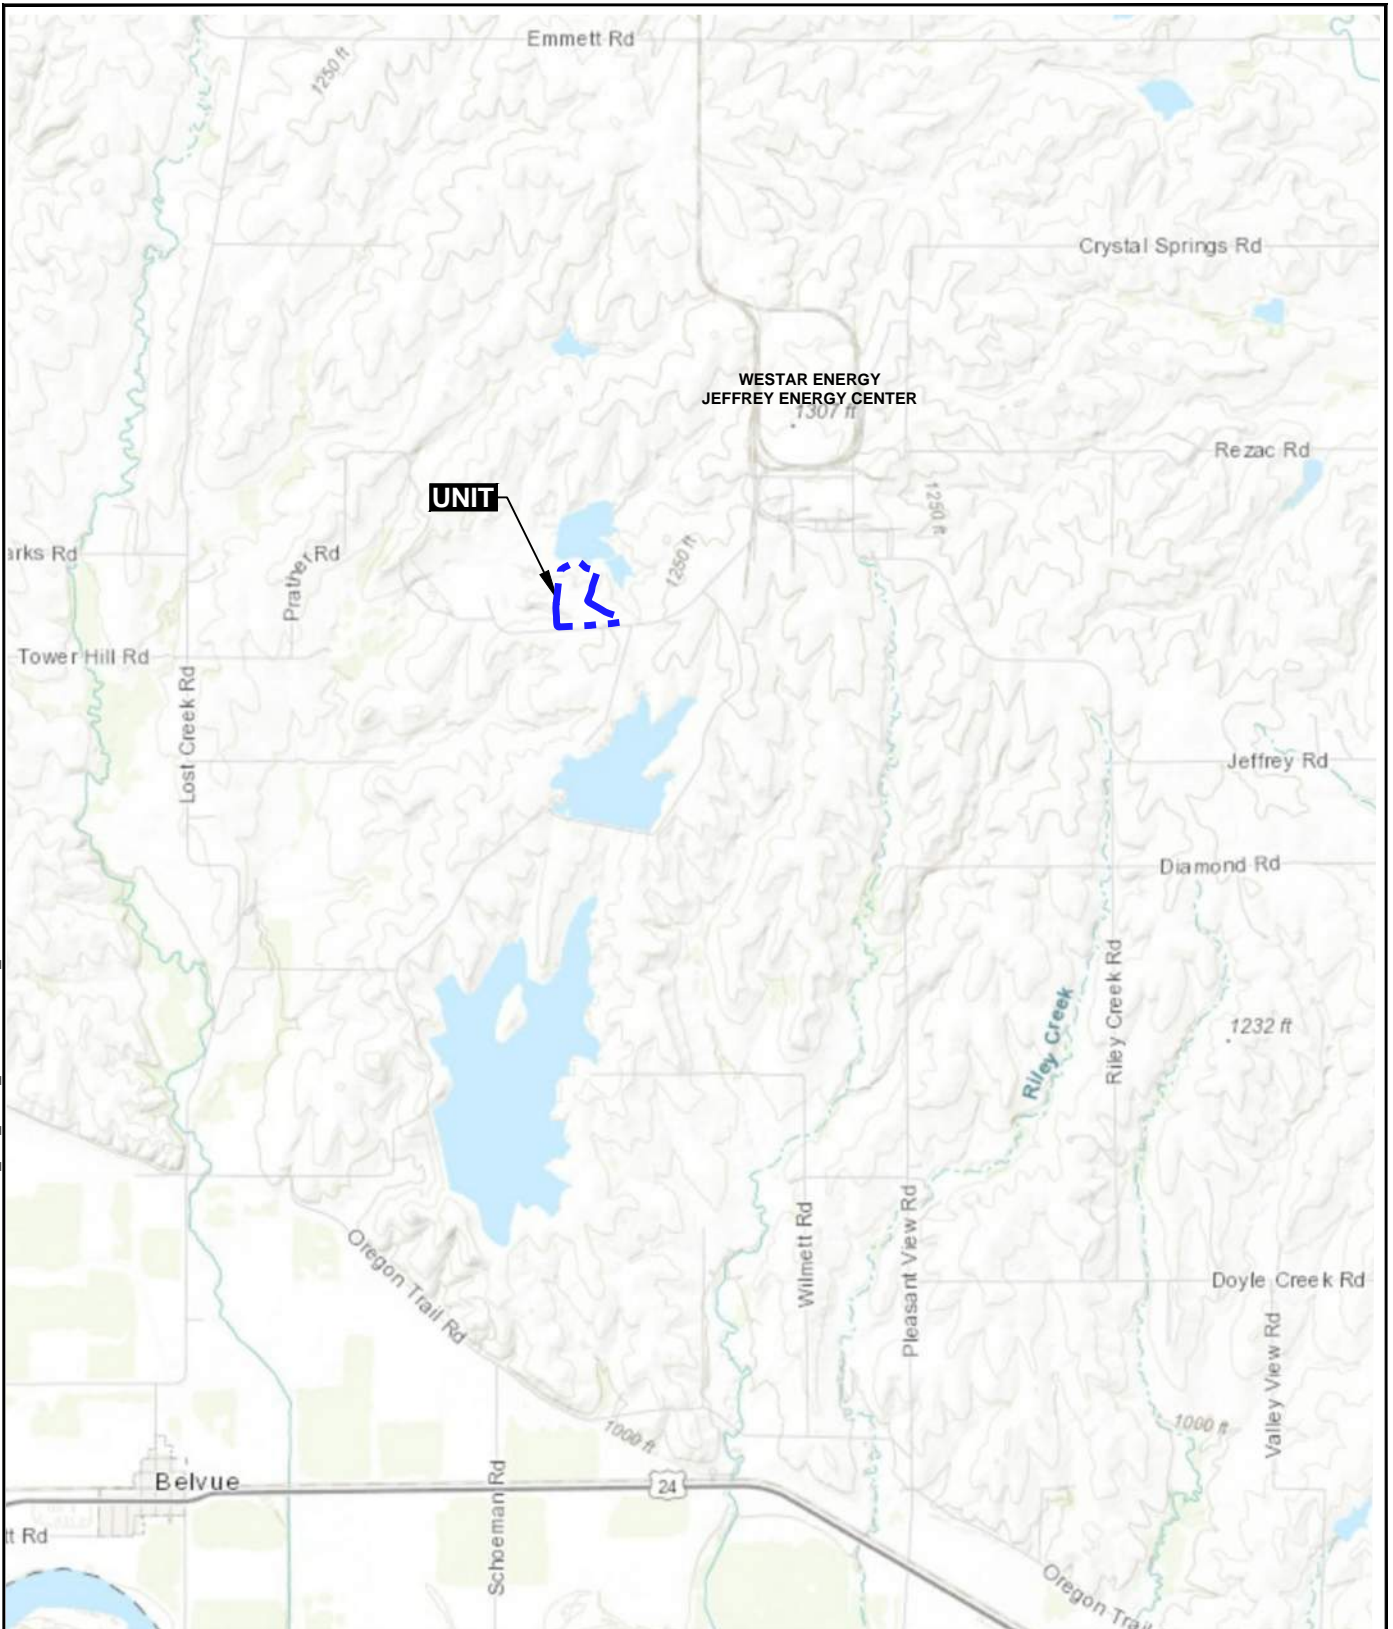 Emmett Rd
1250 ft
Crystal Springs Rd
WESTAR ENERGY
JEFFREY ENERGY CENTER
1307 ft
Rezac Rd
UNIT
1250 ft
1250 ft
arks Rd
Prather Rd
Tower Hill Rd
Lost Creek Rd
Jeffrey Rd
Diamond Rd
Riley Creek
Riley Creek Rd
1232 ft
Oregon Trail Rd
Wilmett Rd
Pleasant View Rd
Doyle Creek Rd
Valley View Rd
1000 ft
1000 ft
Belvue
24
Schoeman Rd
tt Rd
Oregon Trail